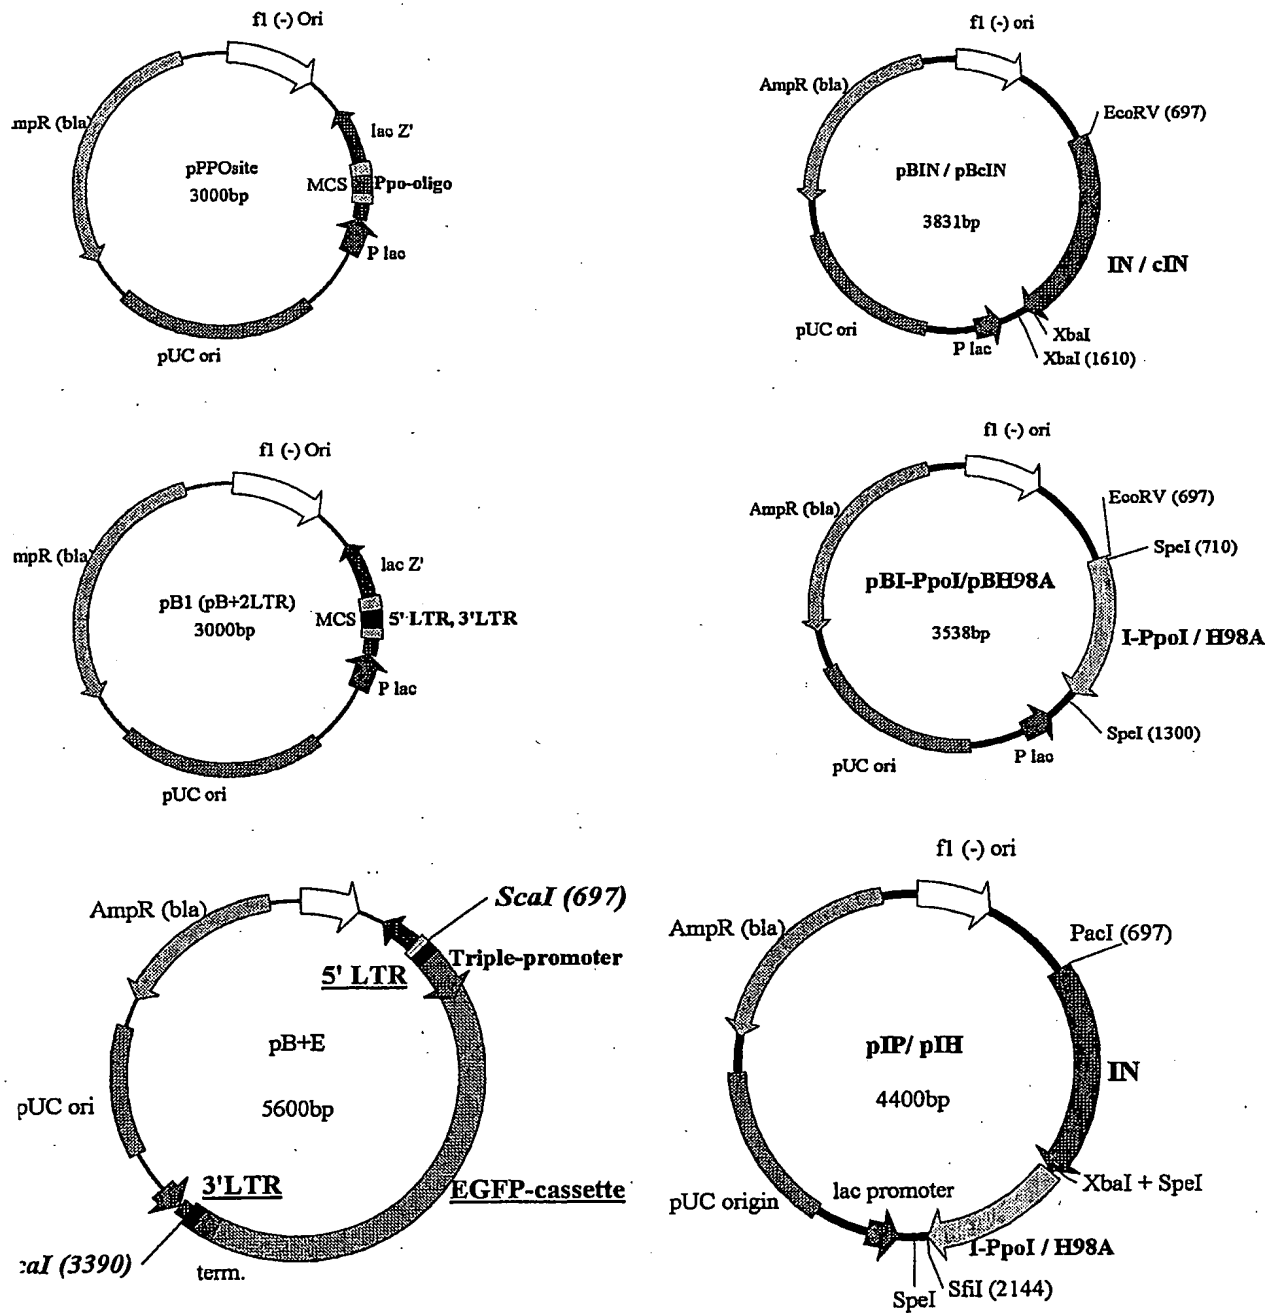 f1 (-) Ori
mpR (bla)
lac Z'
pPPOsite
3000bp
MCS
Ppo-oligo
P lac
pUC ori
f1 (-) ori
AmpR (bla)
EcoRV (697)
pBIN / pBcIN
3831bp
IN / cIN
pUC ori
P lac
XbaI
XbaI (1610)
f1 (-) Ori
mpR (bla)
lac Z'
pB1 (pB+2LTR)
3000bp
MCS
5' LTR, 3'LTR
P lac
pUC ori
f1 (-) ori
AmpR (bla)
EcoRV (697)
SpeI (710)
pBI-PpoI/pBH98A
3538bp
I-PpoI / H98A
SpeI (1300)
P lac
pUC ori
AmpR (bla)
ScaI (697)
Triple-promoter
5' LTR
pB+E
5600bp
pUC ori
3'LTR
EGFP-cassette
caI (3390)
term.
f1 (-) ori
AmpR (bla)
PacI (697)
pIP/ pIH
4400bp
IN
XbaI + SpeI
pUC origin
lac promoter
I-PpoI / H98A
SfiI (2144)
SpeI